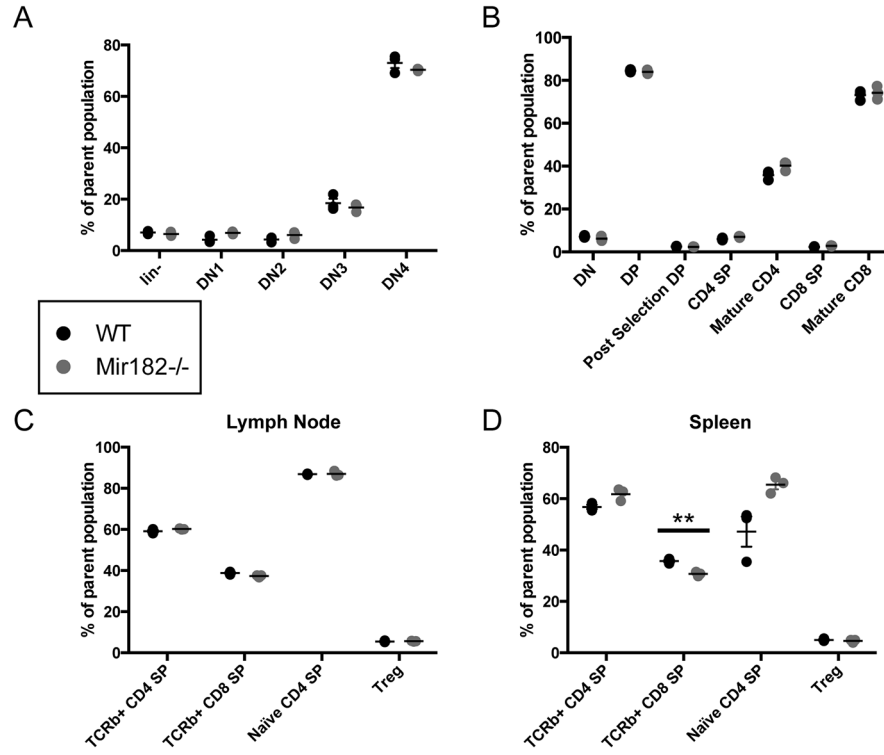 A
% of parent population
80
60
40
20
0
lin-
DN1
DN2
DN3
DN4
B
% of parent population
100
80
60
40
20
0
DN
DP
Post Selection DP
CD4 SP
Mature CD4
CD8 SP
Mature CD8
WT
Mir182-/-
C
Lymph Node
% of parent population
100
80
60
40
20
0
TCRb+ CD4 SP
TCRb+ CD8 SP
Naïve CD4 SP
Treg
D
Spleen
% of parent population
80
60
40
20
0
**
TCRb+ CD4 SP
TCRb+ CD8 SP
Naïve CD4 SP
Treg